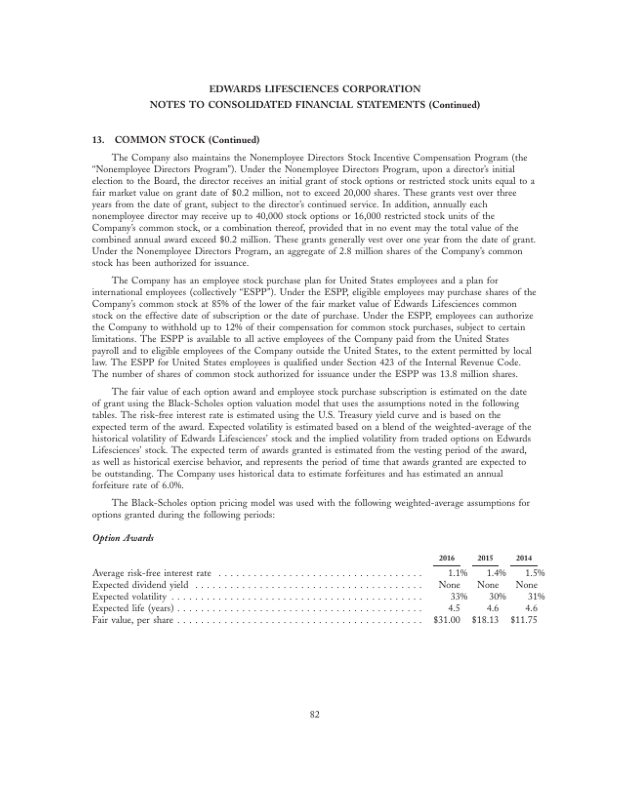 EDWARDS LIFESCIENCES CORPORATION
NOTES TO CONSOLIDATED FINANCIAL STATEMENTS (Continued)
13. COMMON STOCK (Continued)
The Company also maintains the Nonemployee Directors Stock Incentive Compensation Program (the
“Nonemployee Directors Program”). Under the Nonemployee Directors Program, upon a director’s initial
election to the Board, the director receives an initial grant of stock options or restricted stock units equal to a
fair market value on grant date of $0.2 million, not to exceed 20,000 shares. These grants vest over three
years from the date of grant, subject to the director’s continued service. In addition, annually each
nonemployee director may receive up to 40,000 stock options or 16,000 restricted stock units of the
Company’s common stock, or a combination thereof, provided that in no event may the total value of the
combined annual award exceed $0.2 million. These grants generally vest over one year from the date of grant.
Under the Nonemployee Directors Program, an aggregate of 2.8 million shares of the Company’s common
stock has been authorized for issuance.
The Company has an employee stock purchase plan for United States employees and a plan for
international employees (collectively “ESPP”). Under the ESPP, eligible employees may purchase shares of the
Company’s common stock at 85% of the lower of the fair market value of Edwards Lifesciences common
stock on the effective date of subscription or the date of purchase. Under the ESPP, employees can authorize
the Company to withhold up to 12% of their compensation for common stock purchases, subject to certain
limitations. The ESPP is available to all active employees of the Company paid from the United States
payroll and to eligible employees of the Company outside the United States, to the extent permitted by local
law. The ESPP for United States employees is qualified under Section 423 of the Internal Revenue Code.
The number of shares of common stock authorized for issuance under the ESPP was 13.8 million shares.
The fair value of each option award and employee stock purchase subscription is estimated on the date
of grant using the Black-Scholes option valuation model that uses the assumptions noted in the following
tables. The risk-free interest rate is estimated using the U.S. Treasury yield curve and is based on the
expected term of the award. Expected volatility is estimated based on a blend of the weighted-average of the
historical volatility of Edwards Lifesciences’ stock and the implied volatility from traded options on Edwards
Lifesciences’ stock. The expected term of awards granted is estimated from the vesting period of the award,
as well as historical exercise behavior, and represents the period of time that awards granted are expected to
be outstanding. The Company uses historical data to estimate forfeitures and has estimated an annual
forfeiture rate of 6.0%.
The Black-Scholes option pricing model was used with the following weighted-average assumptions for
options granted during the following periods:
Option Awards
2016 2015 2014
Average risk-free interest rate . . . . . . . . . . . . . . . . . . . . . . . . . . . . . . . . . . . 1.1% 1.4% 1.5%
Expected dividend yield . . . . . . . . . . . . . . . . . . . . . . . . . . . . . . . . . . . . . . . None None None
Expected volatility . . . . . . . . . . . . . . . . . . . . . . . . . . . . . . . . . . . . . . . . . . . 33% 30% 31%
Expected life (years) . . . . . . . . . . . . . . . . . . . . . . . . . . . . . . . . . . . . . . . . . . 4.5 4.6 4.6
Fair value, per share . . . . . . . . . . . . . . . . . . . . . . . . . . . . . . . . . . . . . . . . . . $31.00 $18.13 $11.75
82